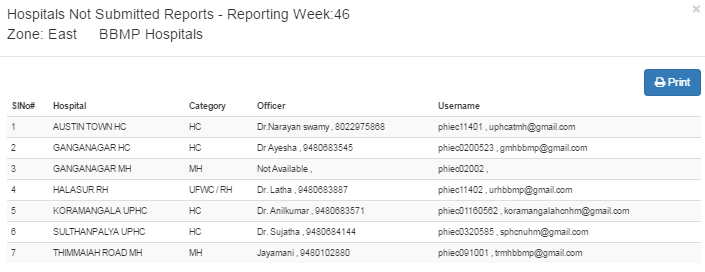 Hospitals Not Submitted Reports - Reporting Week:46
×
Zone: East BBMP Hospitals
Print
SlNo# Hospital Category Officer Username
1 AUSTIN TOWN HC HC Dr.Narayan swamy , 8022975868 phiec11401 , uphcatmh@gmail.com
2 GANGANAGAR HC HC Dr Ayesha , 9480683545 phiec0200523 , gmhbbmp@gmail.com
3 GANGANAGAR MH MH Not Available , phiec02002 ,
4 HALASUR RH UFWC / RH Dr. Latha , 9480683887 phiec11402 , urhbbmp@gmail.com
5 KORAMANGALA UPHC HC Dr. Anilkumar , 9480683571 phiec01160562 , koramangalahcnhm@gmail.com
6 SULTHANPALYA UPHC HC Dr. Sujatha , 9480684144 phiec0320585 , sphcnuhm@gmail.com
7 THIMMAIAH ROAD MH MH Jayamani , 9480102880 phiec091001 , trmhbbmp@gmail.com